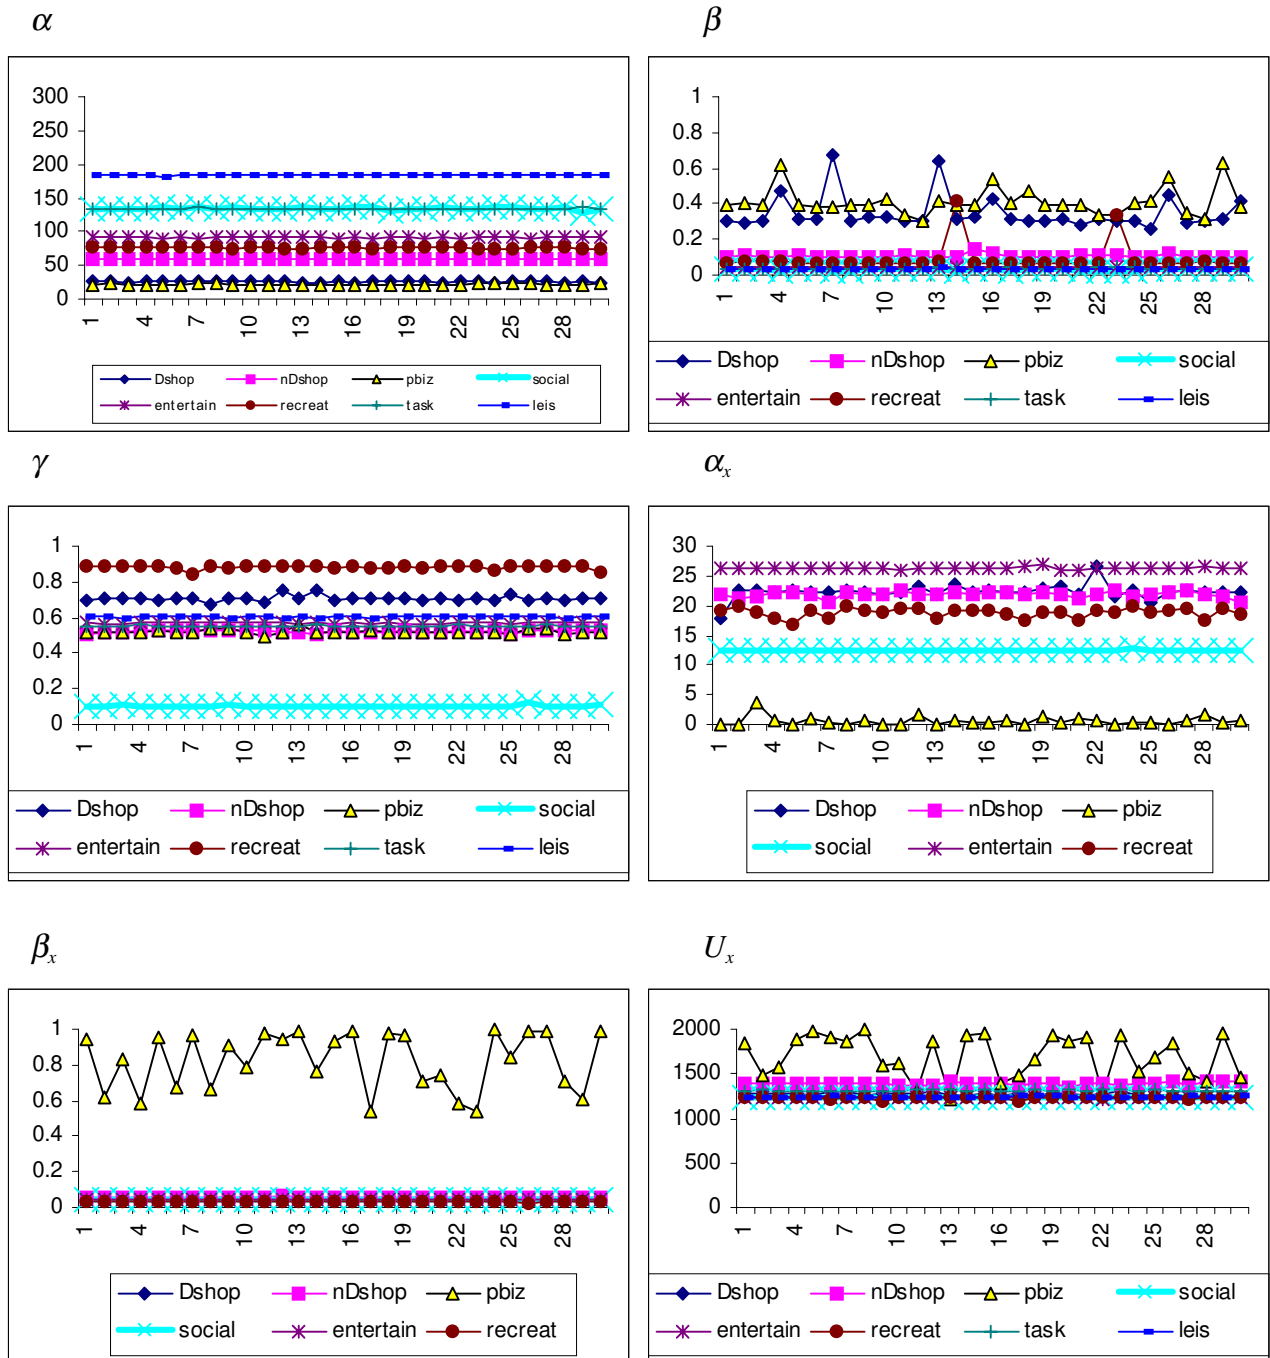 α
300
250
200
150
100
50
0
1 4 7 10 13 16 19 22 25 28
Dshop nDshop pbiz social
entertain recreat task leis
β
1
0.8
0.6
0.4
0.2
0
1 4 7 10 13 16 19 22 25 28
Dshop nDshop pbiz social
entertain recreat task leis
γ
1
0.8
0.6
0.4
0.2
0
1 4 7 10 13 16 19 22 25 28
Dshop nDshop pbiz social
entertain recreat task leis
αx
30
25
20
15
10
5
0
1 4 7 10 13 16 19 22 25 28
Dshop nDshop pbiz
social entertain recreat
βx
1
0.8
0.6
0.4
0.2
0
1 4 7 10 13 16 19 22 25 28
Dshop nDshop pbiz
social entertain recreat
Ux
2000
1500
1000
500
0
1 4 7 10 13 16 19 22 25 28
Dshop nDshop pbiz social
entertain recreat task leis